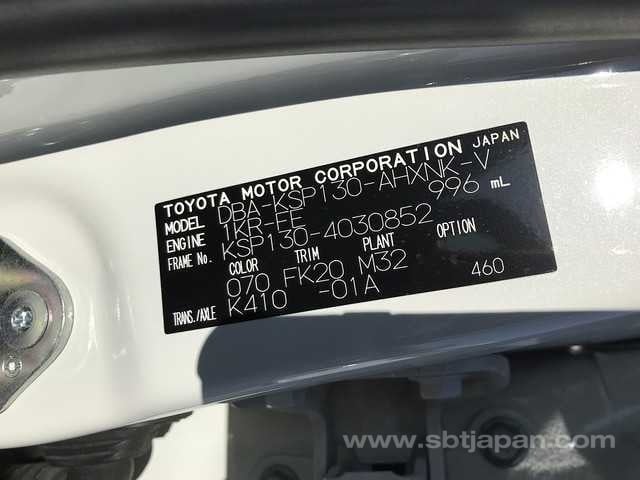 TOYOTA MOTOR CORPORATION JAPAN
MODEL DBA-KSP130-AHXNK-V
ENGINE 1KR-FE 996 mL
FRAME No. KSP130-4030852
COLOR TRIM PLANT OPTION
070 FK20 M32
TRANS./AXLE K410 -01A 460
www.sbtjapan.com